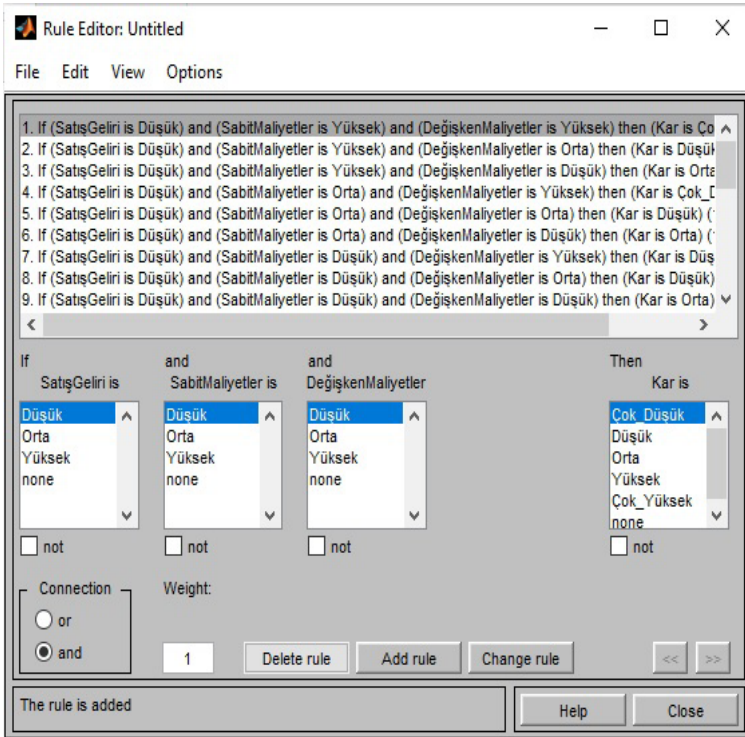 Rule Editor: Untitled
File Edit View Options
1. If (SatışGeliri is Düşük) and (SabitMaliyetler is Yüksek) and (DeğişkenMaliyetler is Yüksek) then (Kar is Ço
2. If (SatışGeliri is Düşük) and (SabitMaliyetler is Yüksek) and (DeğişkenMaliyetler is Orta) then (Kar is Düşük
3. If (SatışGeliri is Düşük) and (SabitMaliyetler is Yüksek) and (DeğişkenMaliyetler is Düşük) then (Kar is Orta
4. If (SatışGeliri is Düşük) and (SabitMaliyetler is Orta) and (DeğişkenMaliyetler is Yüksek) then (Kar is Çok_D
5. If (SatışGeliri is Düşük) and (SabitMaliyetler is Orta) and (DeğişkenMaliyetler is Orta) then (Kar is Düşük) (1
6. If (SatışGeliri is Düşük) and (SabitMaliyetler is Orta) and (DeğişkenMaliyetler is Düşük) then (Kar is Orta) (1
7. If (SatışGeliri is Düşük) and (SabitMaliyetler is Düşük) and (DeğişkenMaliyetler is Yüksek) then (Kar is Düş
8. If (SatışGeliri is Düşük) and (SabitMaliyetler is Düşük) and (DeğişkenMaliyetler is Orta) then (Kar is Düşük)
9. If (SatışGeliri is Düşük) and (SabitMaliyetler is Düşük) and (DeğişkenMaliyetler is Düşük) then (Kar is Orta)
If and and Then
SatışGeliri is SabitMaliyetler is DeğişkenMaliyetler Kar is
Düşük Düşük Düşük Çok_Düşük
Orta Orta Orta Düşük
Yüksek Yüksek Yüksek Orta
none none none Yüksek
Çok_Yüksek
none
not not not not
Connection Weight:
or
and 1 Delete rule Add rule Change rule << >>
The rule is added Help Close